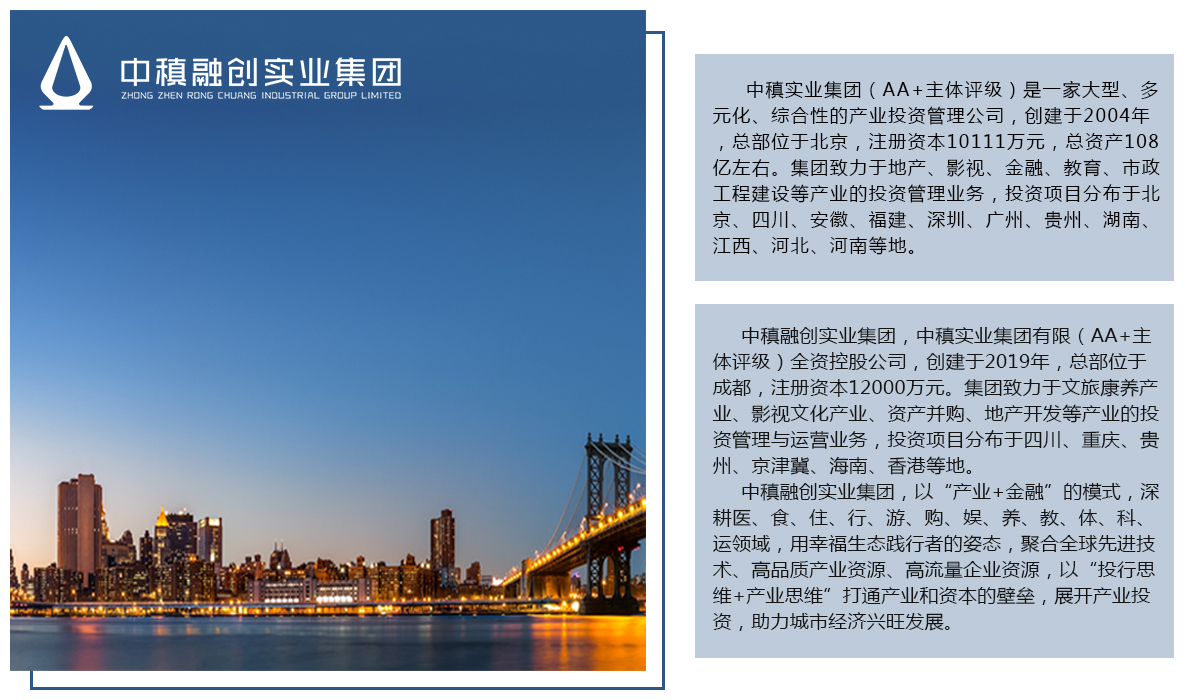 中稹融创实业集团
ZHONG ZHEN RONG CHUANG INDUSTRIAL GROUP LIMITED
中稹实业集团（AA+主体评级）是一家大型、多
元化、综合性的产业投资管理公司，创建于2004年
，总部位于北京，注册资本10111万元，总资产108
亿左右。集团致力于地产、影视、金融、教育、市政
工程建设等产业的投资管理业务，投资项目分布于北
京、四川、安徽、福建、深圳、广州、贵州、湖南、
江西、河北、河南等地。
中稹融创实业集团，中稹实业集团有限（AA+主
体评级）全资控股公司，创建于2019年，总部位于
成都，注册资本12000万元。集团致力于文旅康养产
业、影视文化产业、资产并购、地产开发等产业的投
资管理与运营业务，投资项目分布于四川、重庆、贵
州、京津冀、海南、香港等地。
中稹融创实业集团，以“产业+金融”的模式，深
耕医、食、住、行、游、购、娱、养、教、体、科、
运领域，用幸福生态践行者的姿态，聚合全球先进技
术、高品质产业资源、高流量企业资源，以“投行思
维+产业思维”打通产业和资本的壁垒，展开产业投
资，助力城市经济兴旺发展。